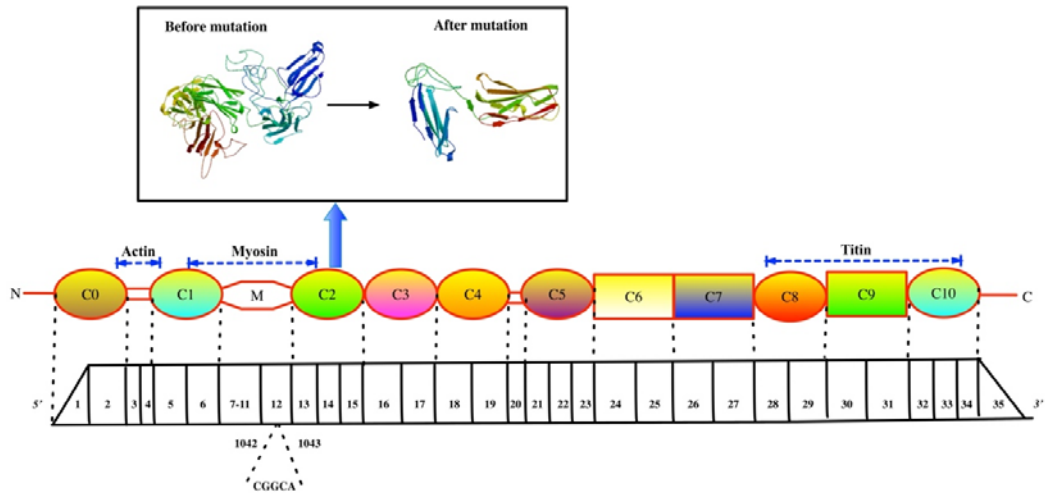 Before mutation After mutation
Actin Myosin Titin
N C0 C1 M C2 C3 C4 C5 C6 C7 C8 C9 C10 C
5′ 1 2 3 4 5 6 7-11 12 13 14 15 16 17 18 19 20 21 22 23 24 25 26 27 28 29 30 31 32 33 34 35 3′
1042 1043
CGGCA